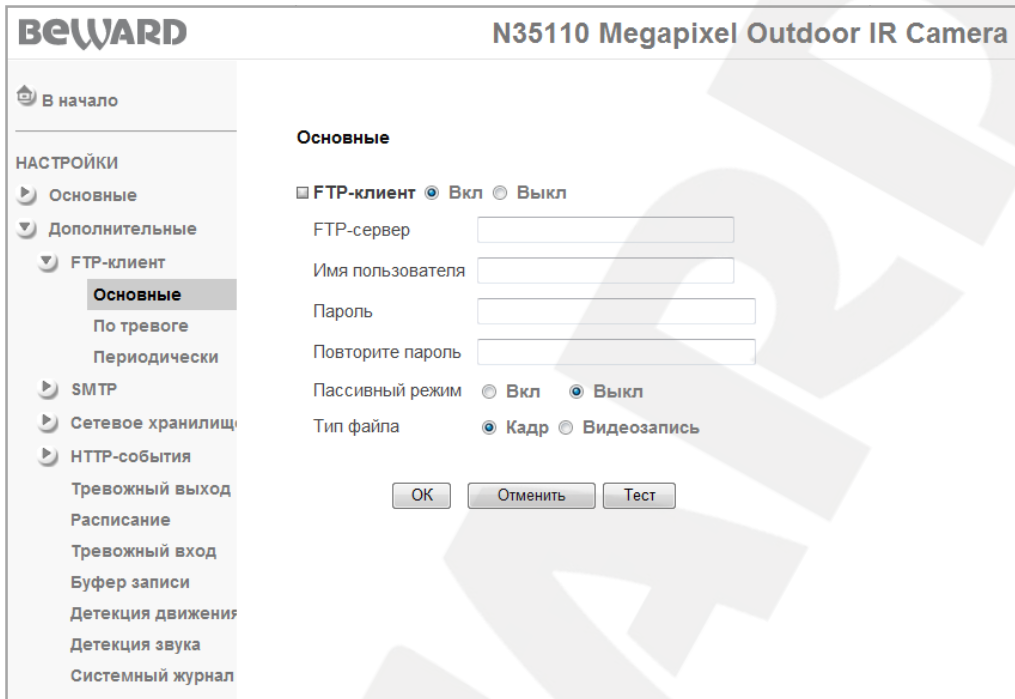 BEWARD
N35110 Megapixel Outdoor IR Camera
В начало
НАСТРОЙКИ
Основные
Дополнительные
FTP-клиент
Основные
По тревоге
Периодически
SMTP
Сетевое хранилищ
HTTP-события
Тревожный выход
Расписание
Тревожный вход
Буфер записи
Детекция движения
Детекция звука
Системный журнал
Основные
FTP-клиент Вкл Выкл
FTP-сервер
Имя пользователя
Пароль
Повторите пароль
Пассивный режим Вкл Выкл
Тип файла Кадр Видеозапись
OK Отменить Тест